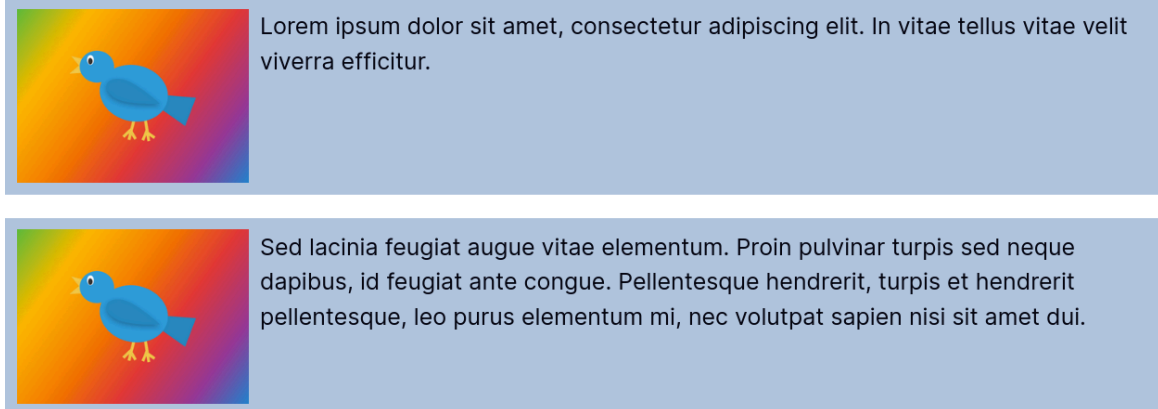 Lorem ipsum dolor sit amet, consectetur adipiscing elit. In vitae tellus vitae velit
viverra efficitur.
Sed lacinia feugiat augue vitae elementum. Proin pulvinar turpis sed neque
dapibus, id feugiat ante congue. Pellentesque hendrerit, turpis et hendrerit
pellentesque, leo purus elementum mi, nec volutpat sapien nisi sit amet dui.